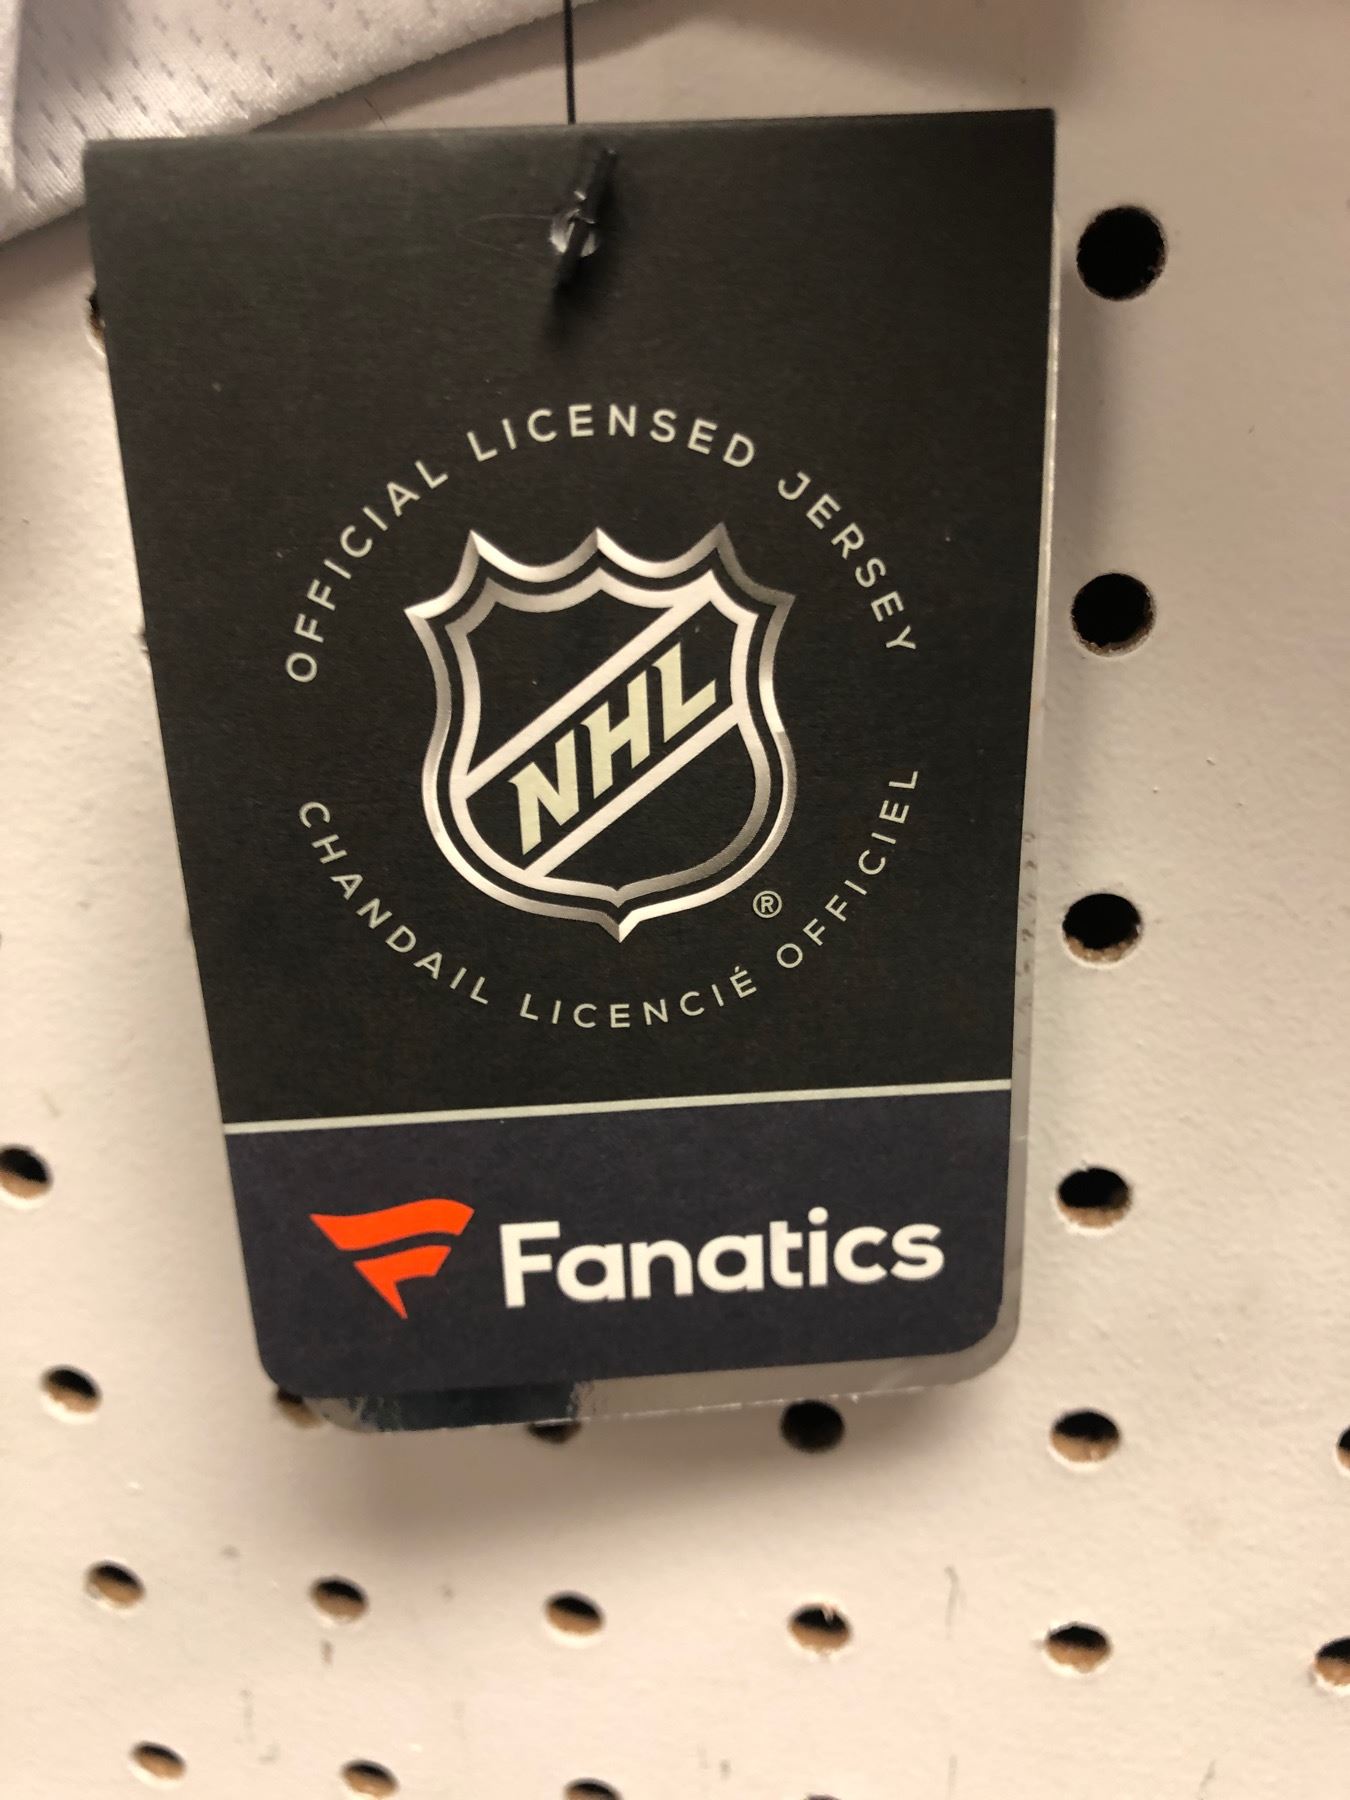 OFFICIAL LICENSED JERSEY
NHL
®
CHANDAIL LICENCIÉ OFFICIEL
Fanatics